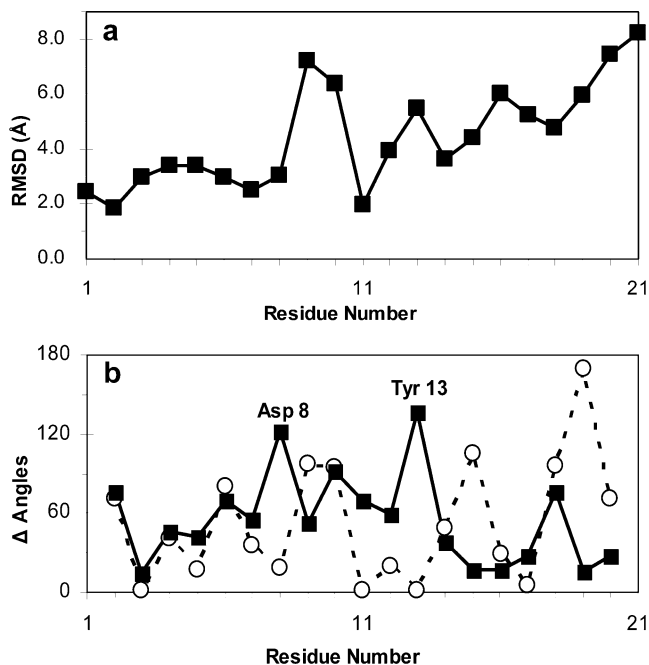 a
8.0
6.0
4.0
2.0
0.0
RMSD (Å)
1 11 21
Residue Number
b
180
120
60
0
Δ Angles
Asp 8
Tyr 13
1 11 21
Residue Number